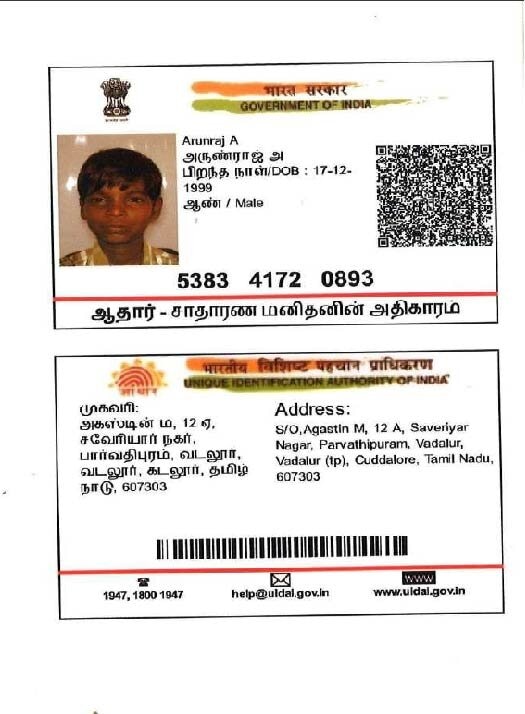 भारत सरकार
GOVERNMENT OF INDIA
Arunraj A
அருண்ராஜ் அ
பிறந்த நாள்/DOB : 17-12-
1999
ஆண் / Male
5383 4172 0893
ஆதார் - சாதாரண மனிதனின் அதிகாரம்
भारतीय विशिष्ट पहचान प्राधिकरण
UNIQUE IDENTIFICATION AUTHORITY OF INDIA
முகவரி:
அகஸ்டின் ம, 12 ஏ,
சவேரியார் நகர்,
பார்வதிபுரம், வடலூர,
வடலூர், கடலூர், தமிழ்
நாடு, 607303
Address:
S/O,Agastin M, 12 A, Saveriyar
Nagar, Parvathipuram, Vadalur,
Vadalur (tp), Cuddalore, Tamil Nadu,
607303
1947, 1800 1947
help@uidai.gov.in
www
www.uidai.gov.in